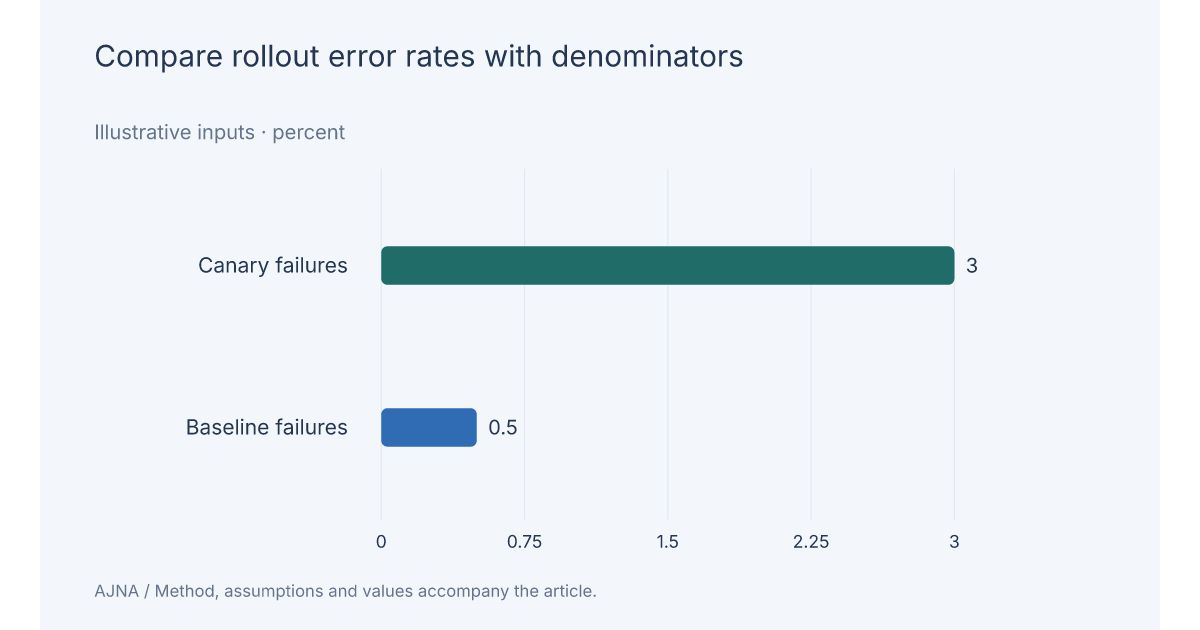 Compare rollout error rates with denominators
Illustrative inputs · percent
Canary failures 3
Baseline failures 0.5
0 0.75 1.5 2.25 3
AJNA / Method, assumptions and values accompany the article.